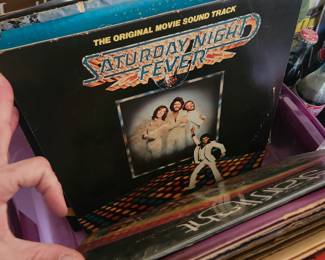 THE ORIGINAL MOVIE SOUND TRACK
SATURDAY NIGHT
FEVER